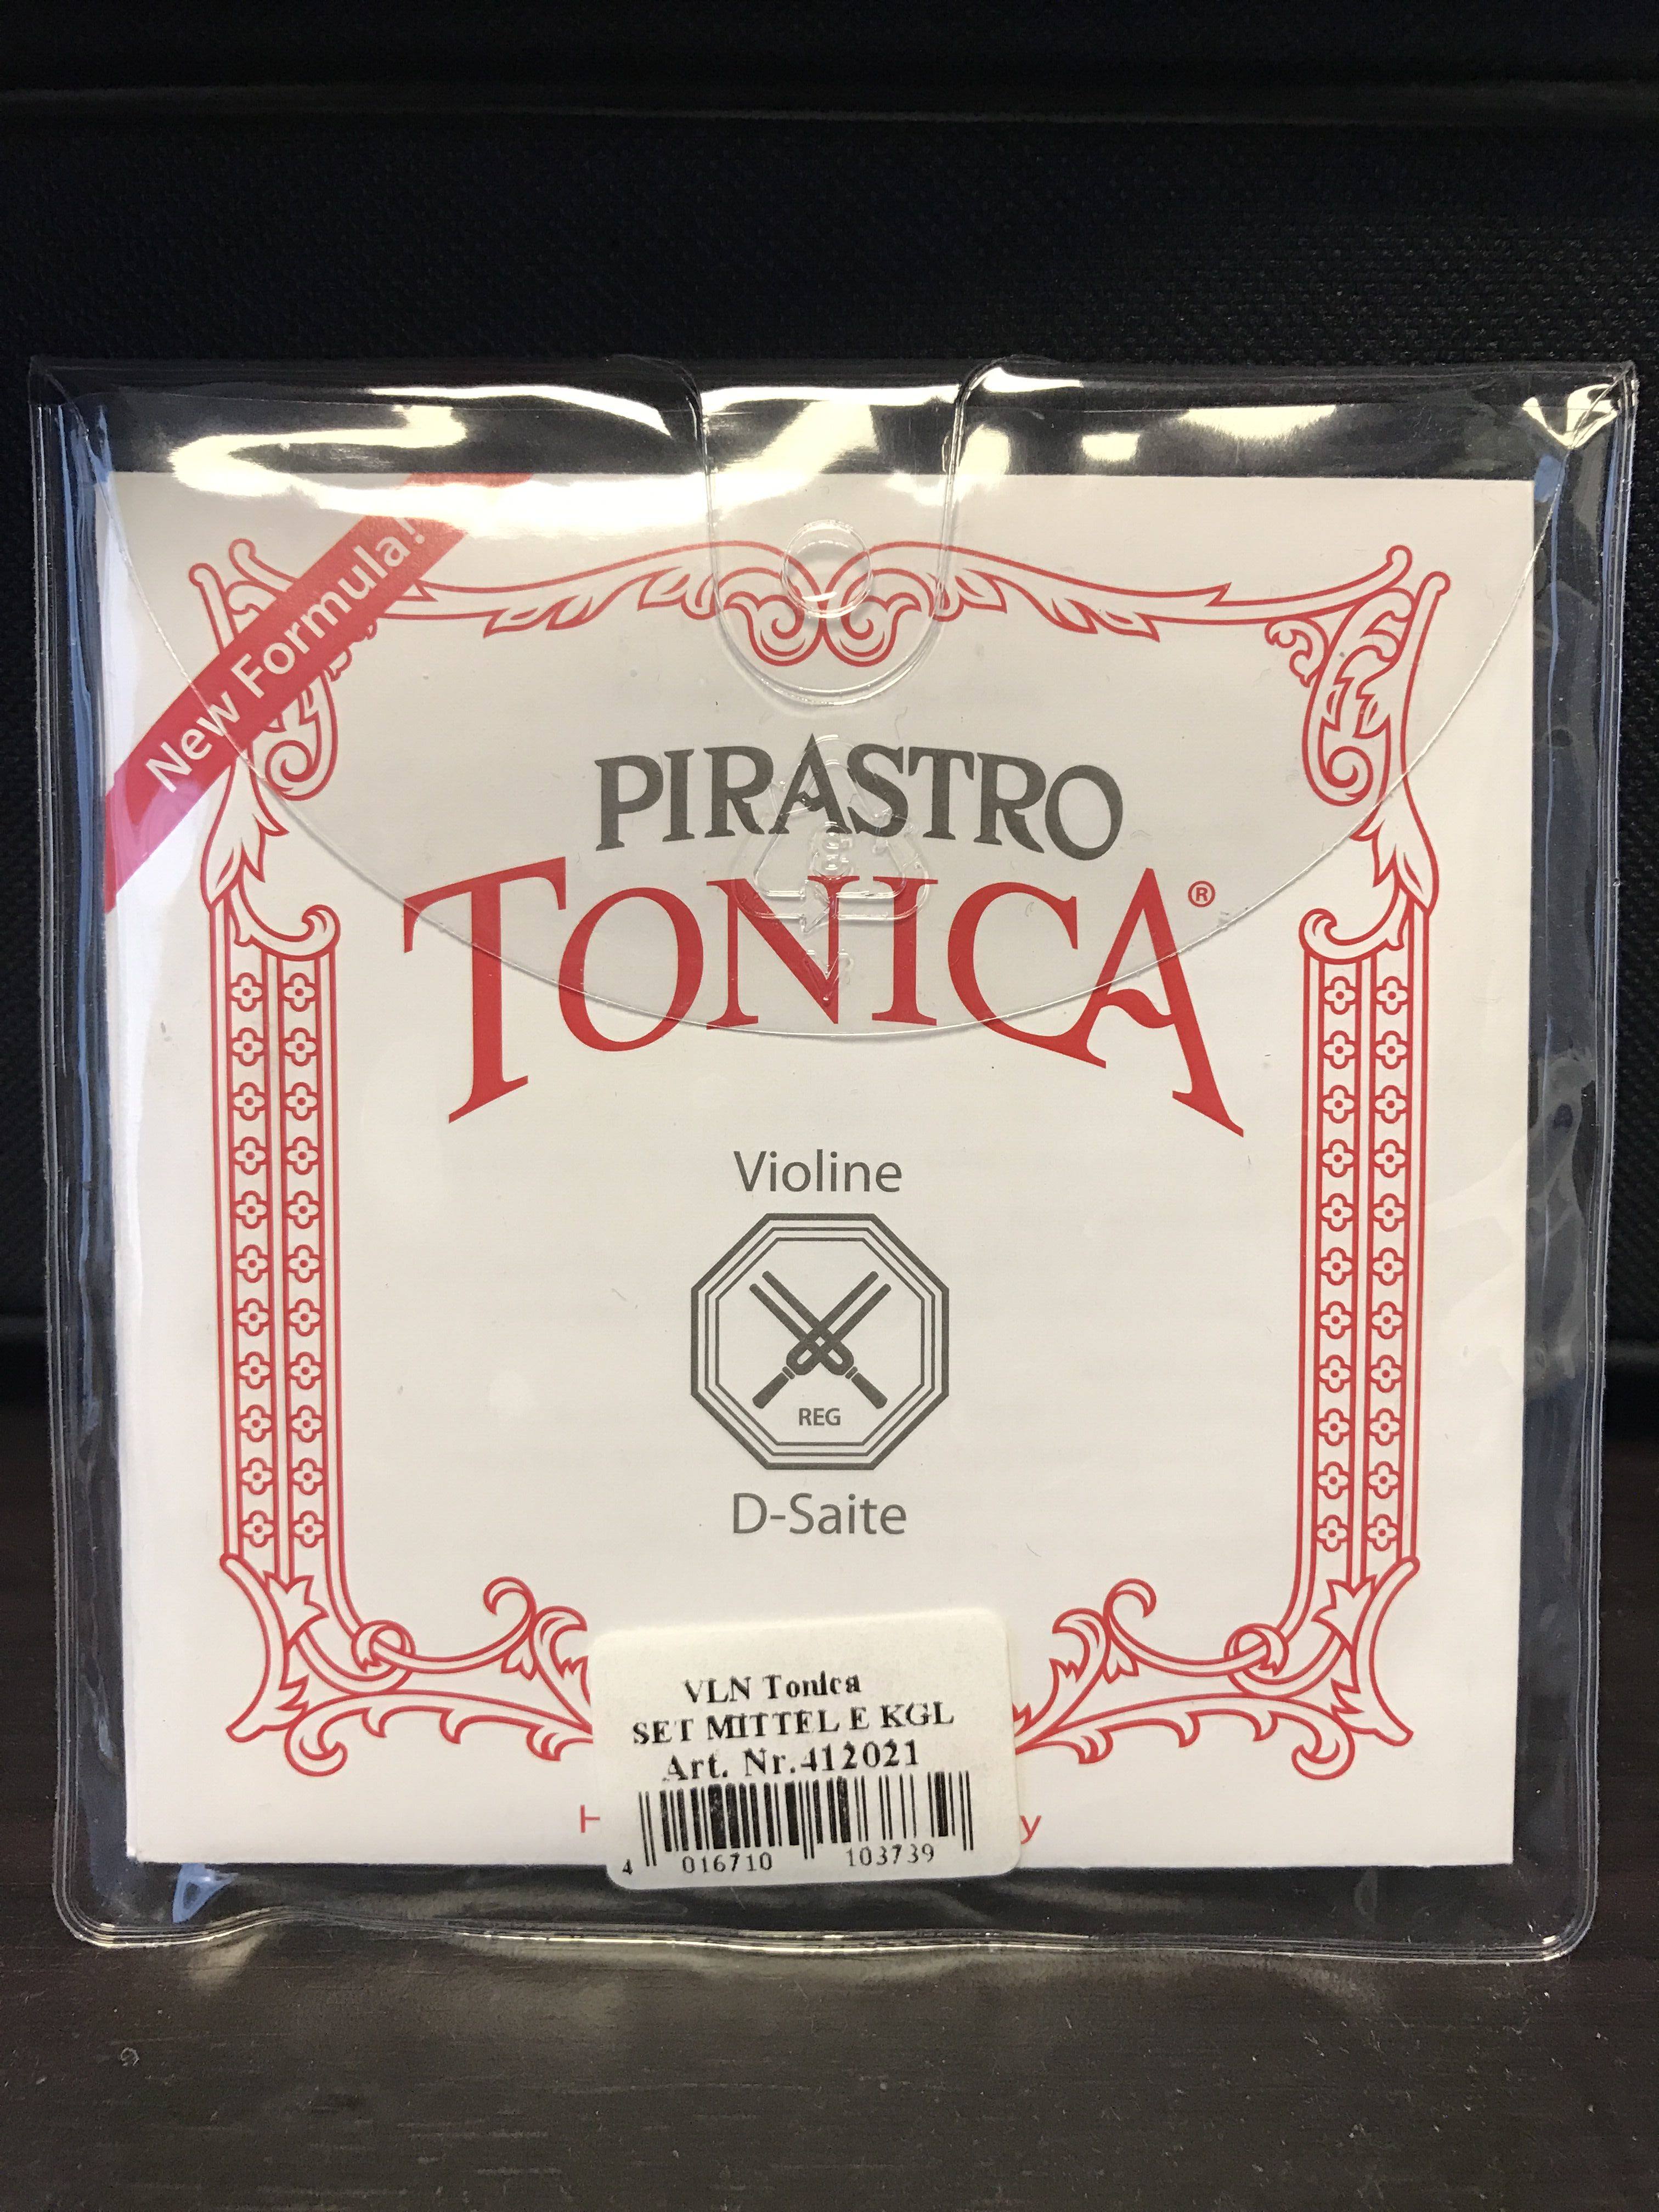 New Formula!
PIRASTRO
TONICA®
Violine
REG
D-Saite
VLN Tonica
SET MITTEL E KGL
Art. Nr.412021
4 016710 103739